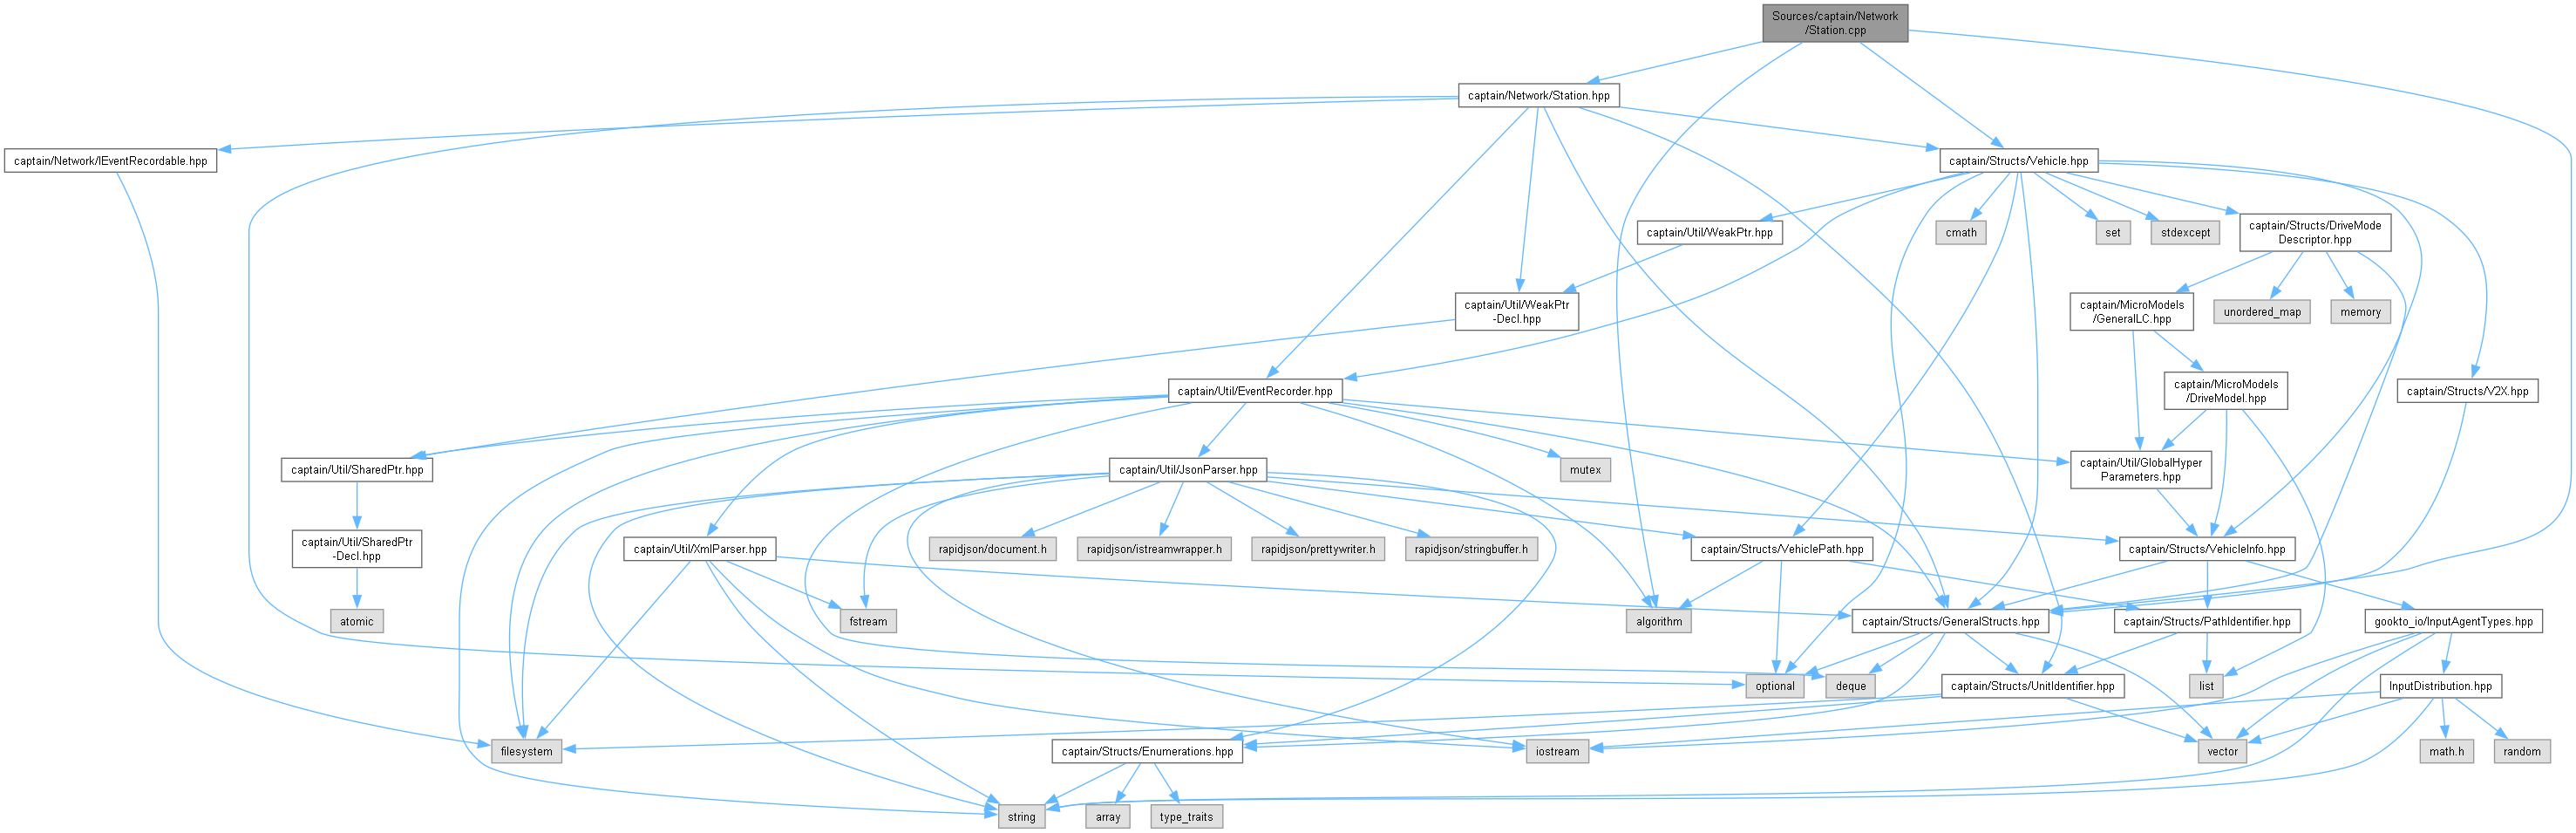 Sources/captain/Network
/Station.cpp
captain/Network/Station.hpp
captain/Network/IEventRecordable.hpp
captain/Structs/Vehicle.hpp
captain/Util/WeakPtr.hpp
cmath
set
stdexcept
captain/Structs/DriveMode
Descriptor.hpp
captain/Util/WeakPtr
-Decl.hpp
captain/MicroModels
/GeneralLC.hpp
unordered_map
memory
captain/Util/EventRecorder.hpp
captain/MicroModels
/DriveModel.hpp
captain/Structs/V2X.hpp
captain/Util/SharedPtr.hpp
captain/Util/JsonParser.hpp
mutex
captain/Util/GlobalHyper
Parameters.hpp
captain/Util/SharedPtr
-Decl.hpp
captain/Util/XmlParser.hpp
rapidjson/document.h
rapidjson/istreamwrapper.h
rapidjson/prettywriter.h
rapidjson/stringbuffer.h
captain/Structs/VehiclePath.hpp
captain/Structs/VehicleInfo.hpp
atomic
fstream
algorithm
captain/Structs/GeneralStructs.hpp
captain/Structs/PathIdentifier.hpp
gookto_io/InputAgentTypes.hpp
optional
deque
captain/Structs/UnitIdentifier.hpp
list
InputDistribution.hpp
filesystem
captain/Structs/Enumerations.hpp
iostream
vector
math.h
random
string
array
type_traits